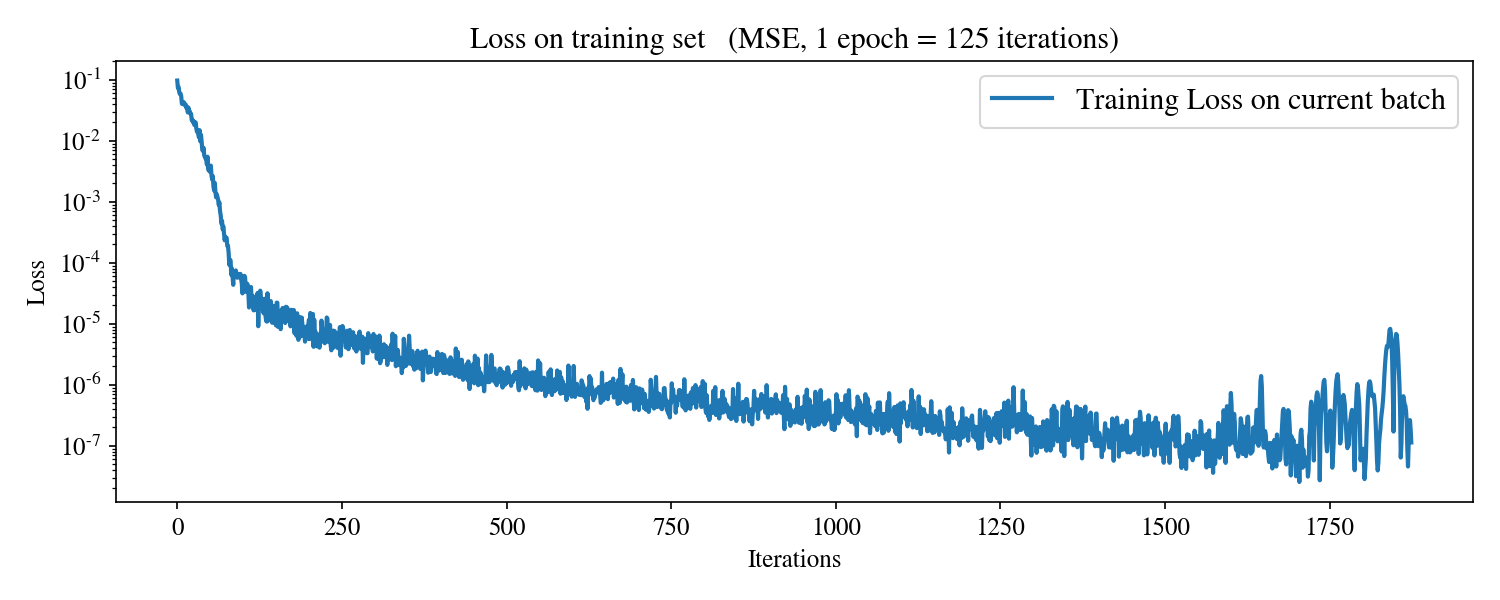 Loss on training set (MSE, 1 epoch = 125 iterations)
Training Loss on current batch
10-1
10-2
10-3
10-4
10-5
10-6
10-7
Loss
0 250 500 750 1000 1250 1500 1750
Iterations